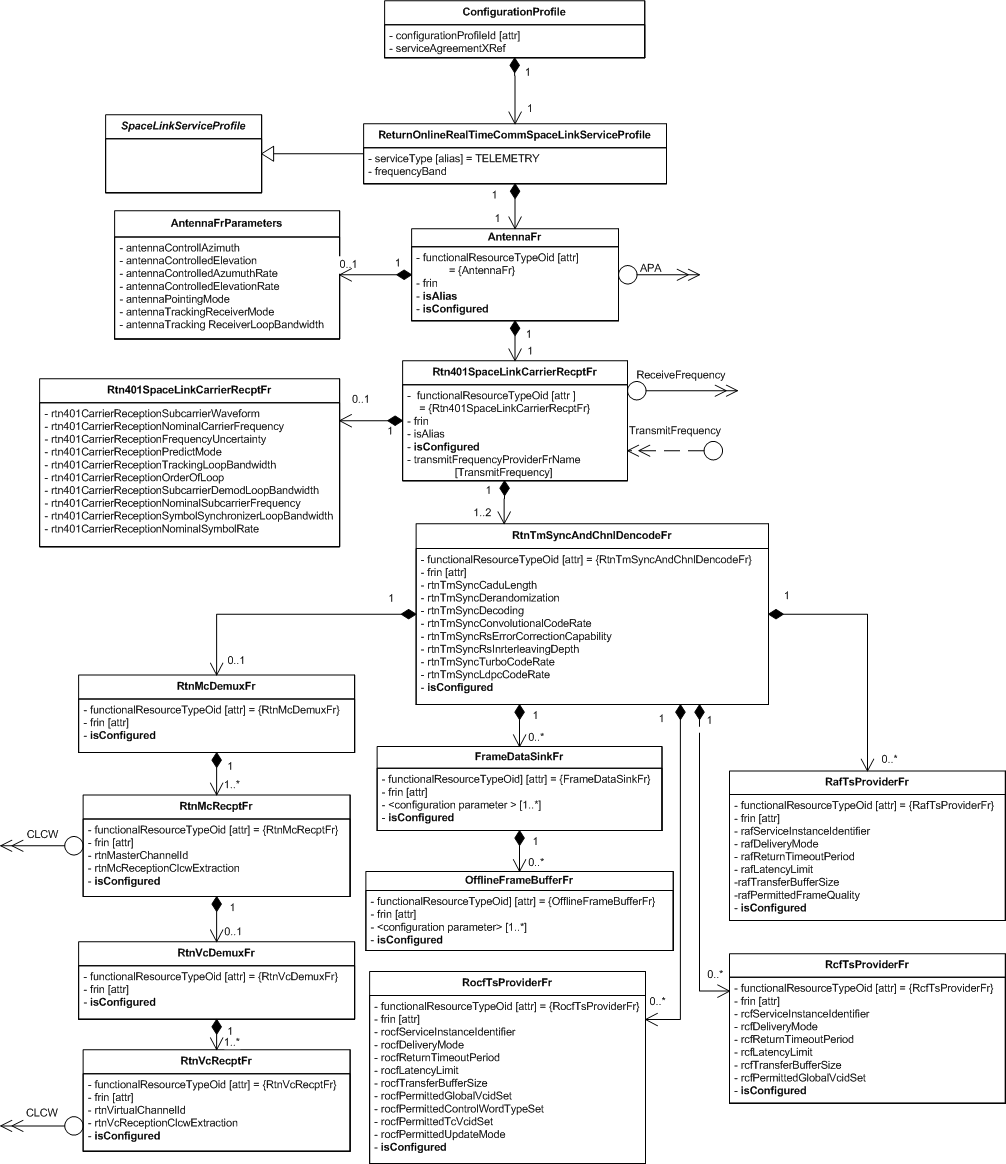 ConfigurationProfile
- configurationProfileId [attr]
- serviceAgreementXRef
1
1
SpaceLinkServiceProfile
ReturnOnlineRealTimeCommSpaceLinkServiceProfile
- serviceType [alias] = TELEMETRY
- frequencyBand
1
1
AntennaFrParameters
- antennaControllAzimuth
- antennaControlledElevation
- antennaControlledAzumuthRate
- antennaControlledElevationRate
- antennaPointingMode
- antennaTrackingReceiverMode
- antennaTracking ReceiverLoopBandwidth
0..1
1
AntennaFr
- functionalResourceTypeOid [attr]
= {AntennaFr}
- frin
- isAlias
- isConfigured
APA
1
1
Rtn401SpaceLinkCarrierRecptFr
- rtn401CarrierReceptionSubcarrierWaveform
- rtn401CarrierReceptionNominalCarrierFrequency
- rtn401CarrierReceptionFrequencyUncertainty
- rtn401CarrierReceptionPredictMode
- rtn401CarrierReceptionTrackingLoopBandwidth
- rtn401CarrierReceptionOrderOfLoop
- rtn401CarrierReceptionSubcarrierDemodLoopBandwidth
- rtn401CarrierReceptionNominalSubcarrierFrequency
- rtn401CarrierReceptionSymbolSynchronizerLoopBandwidth
- rtn401CarrierReceptionNominalSymbolRate
0..1
1
Rtn401SpaceLinkCarrierRecptFr
- functionalResourceTypeOid [attr ]
= {Rtn401SpaceLinkCarrierRecptFr}
- frin
- isAlias
- isConfigured
- transmitFrequencyProviderFrName
[TransmitFrequency]
ReceiveFrequency
TransmitFrequency
1
1..2
RtnTmSyncAndChnlDencodeFr
- functionalResourceTypeOid [attr] = {RtnTmSyncAndChnlDencodeFr}
- frin [attr]
- rtnTmSyncCaduLength
- rtnTmSyncDerandomization
- rtnTmSyncDecoding
- rtnTmSyncConvolutionalCodeRate
- rtnTmSyncRsErrorCorrectionCapability
- rtnTmSyncRsInrterleavingDepth
- rtnTmSyncTurboCodeRate
- rtnTmSyncLdpcCodeRate
- isConfigured
1
0..1
1
0..*
1
0..*
1
0..*
1
0..*
RtnMcDemuxFr
- functionalResourceTypeOid [attr] = {RtnMcDemuxFr}
- frin [attr]
- isConfigured
1
1..*
RtnMcRecptFr
- functionalResourceTypeOid [attr] = {RtnMcRecptFr}
- frin [attr]
- rtnMasterChannelId
- rtnMcReceptionClcwExtraction
- isConfigured
CLCW
1
0..1
RtnVcDemuxFr
- functionalResourceTypeOid [attr] = {RtnVcDemuxFr}
- frin [attr]
- isConfigured
1
1..*
RtnVcRecptFr
- functionalResourceTypeOid [attr] = {RtnVcRecptFr}
- frin [attr]
- rtnVirtualChannelId
- rtnVcReceptionClcwExtraction
- isConfigured
CLCW
FrameDataSinkFr
- functionalResourceTypeOid] [attr] = {FrameDataSinkFr}
- frin [attr]
- <configuration parameter > [1..*]
- isConfigured
1
0..*
OfflineFrameBufferFr
- functionalResourceTypeOid] [attr] = {OfflineFrameBufferFr}
- frin [attr]
- <configuration parameter> [1..*]
- isConfigured
RocfTsProviderFr
- functionalResourceTypeOid [attr] = {RocfTsProviderFr}
- frin [attr]
- rocfServiceInstanceIdentifier
- rocfDeliveryMode
- rocfReturnTimeoutPeriod
- rocfLatencyLimit
- rocfTransferBufferSize
- rocfPermittedGlobalVcidSet
- rocfPermittedControlWordTypeSet
- rocfPermittedTcVcidSet
- rocfPermittedUpdateMode
- isConfigured
RafTsProviderFr
- functionalResourceTypeOid [attr] = {RafTsProviderFr}
- frin [attr]
- rafServiceInstanceIdentifier
- rafDeliveryMode
- rafReturnTimeoutPeriod
- rafLatencyLimit
-rafTransferBufferSize
-rafPermittedFrameQuality
- isConfigured
RcfTsProviderFr
- functionalResourceTypeOid [attr] = {RcfTsProviderFr}
- frin [attr]
- rcfServiceInstanceIdentifier
- rcfDeliveryMode
- rcfReturnTimeoutPeriod
- rcfLatencyLimit
- rcfTransferBufferSize
- rcfPermittedGlobalVcidSet
- isConfigured